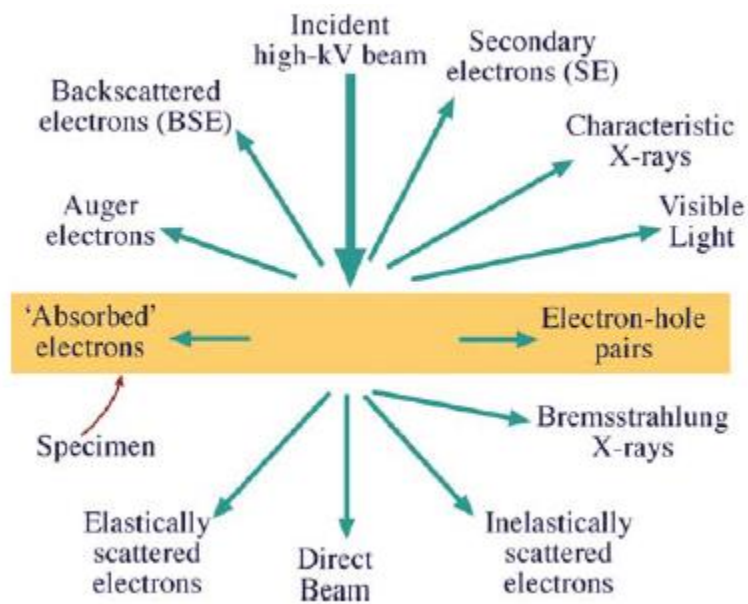 Incident
high-kV beam
Secondary
electrons (SE)
Backscattered
electrons (BSE)
Characteristic
X-rays
Auger
electrons
Visible
Light
‘Absorbed’
electrons
Electron-hole
pairs
Specimen
Bremsstrahlung
X-rays
Elastically
scattered
electrons
Direct
Beam
Inelastically
scattered
electrons